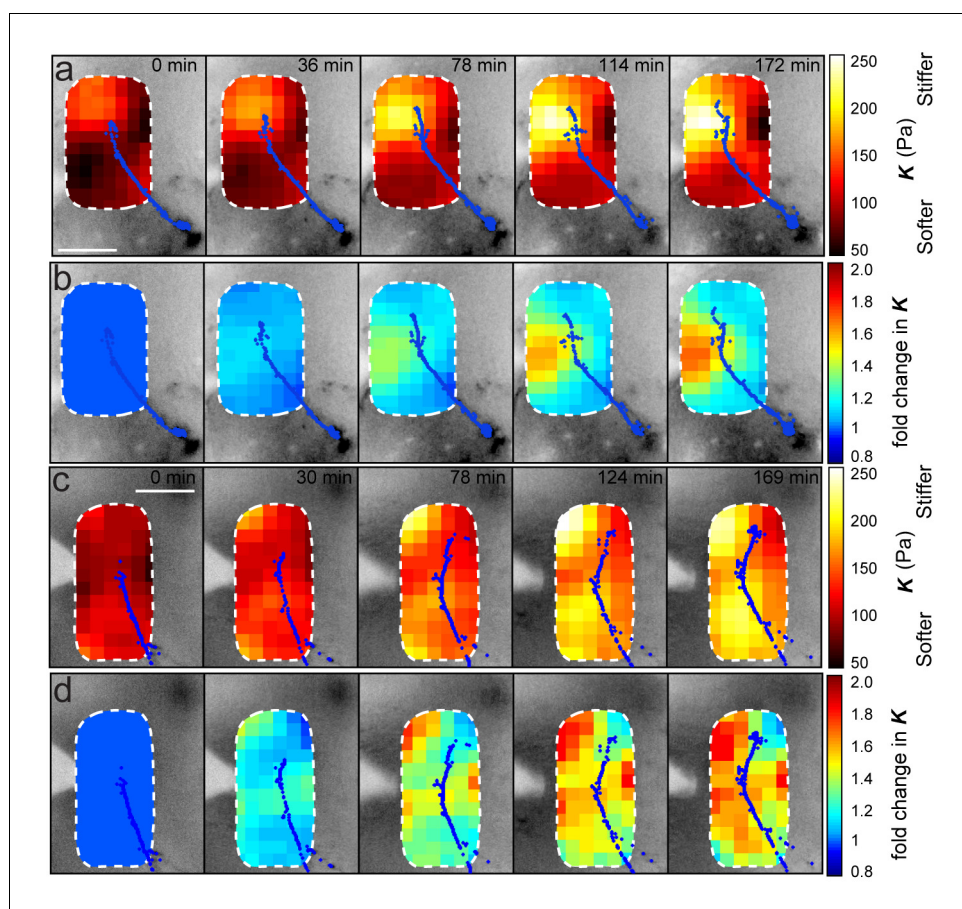 a 0 min 36 min 78 min 114 min 172 min
250
200
150
100
50
K (Pa)
Stiffer
Softer
b
2.0
1.8
1.6
1.4
1.2
1
0.8
fold change in K
c 0 min 30 min 78 min 124 min 169 min
250
200
150
100
50
K (Pa)
Stiffer
Softer
d
2.0
1.8
1.6
1.4
1.2
1
0.8
fold change in K